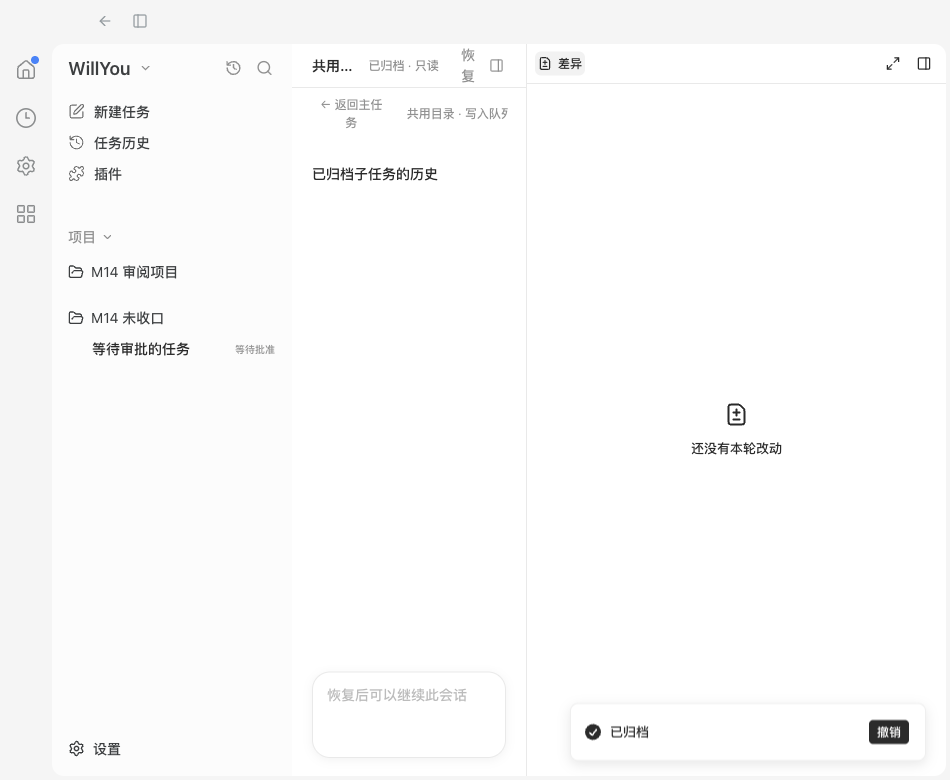 WillYou
新建任务
任务历史
插件
项目
M14 审阅项目
M14 未收口
等待审批的任务
等待批准
设置
共用...
已归档 · 只读
恢
复
← 返回主任
务
共用目录 · 写入队列
已归档子任务的历史
恢复后可以继续此会话
差异
还没有本轮改动
已归档
撤销